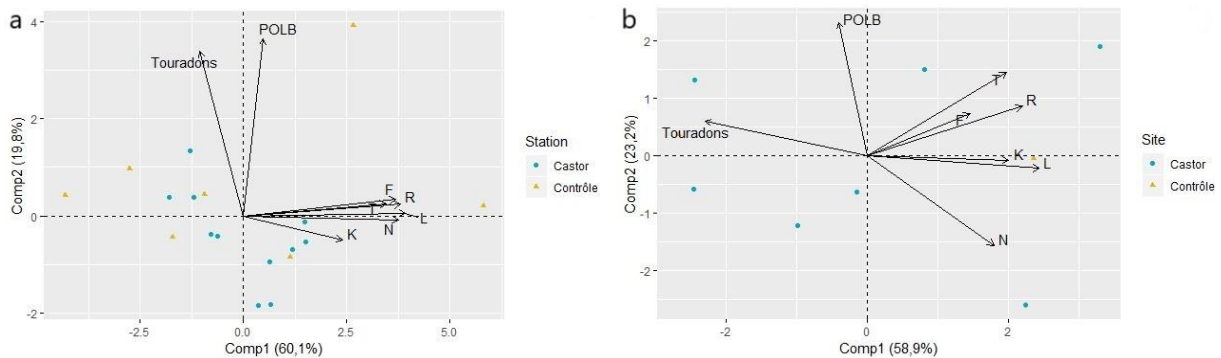 a
4
2
0
-2
Comp2 (19,8%)
POLB
Touradons
F
R
T
L
N
K
-2.5
0.0
2.5
5.0
Comp1 (60,1%)
Station
Castor
Contrôle
b
2
1
0
-1
-2
Comp2 (23,2%)
POLB
T
R
F
Touradons
K
L
N
-2
0
2
Comp1 (58,9%)
Site
Castor
Contrôle